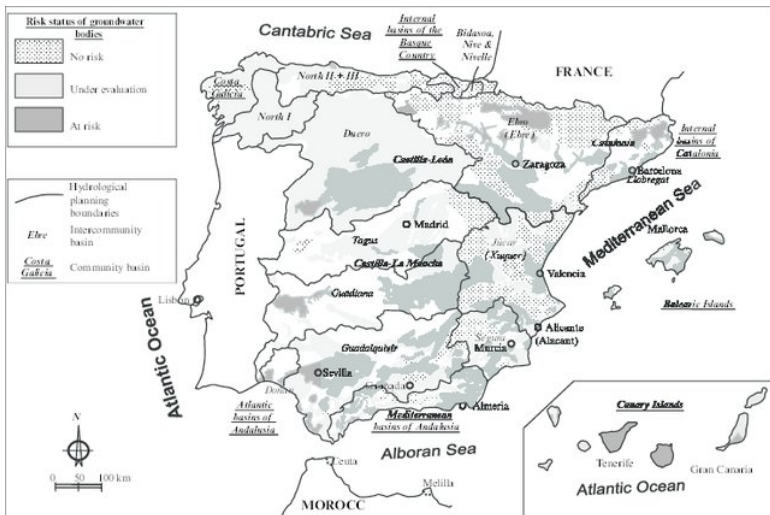 Risk status of groundwater
bodies
No risk
Under evaluation
At risk
Hydrological
planning
boundaries
Ebre
Intercommunity
basin
Costa
Galicia
Community basin
Cantabric Sea
Internal
basins of the
Basque
Country
Bidasoa,
Nive &
Nivelle
FRANCE
Costa
Galicia
North II + III
North I
Duero
Castilla-León
Ebro
(Ebre)
Zaragoza
Catalonia
Internal
basins of
Catalonia
Barcelona
Llobregat
Madrid
Tagus
Castilla-La Mancha
Júcar
(Xúquer)
Valencia
Mallorca
Mediterranean Sea
Balearic Islands
PORTUGAL
Lisbon
Atlantic Ocean
Guadiana
Guadalquivir
Segura
Murcia
Alicante
(Alacant)
Sevilla
Granada
Almeria
Atlantic
basins of
Andalusia
Mediterranean
basins of Andalusia
Alboran Sea
Ceuta
Melilla
MOROCC
N
0 50 100 km
Canary Islands
Tenerife
Gran Canaria
Atlantic Ocean